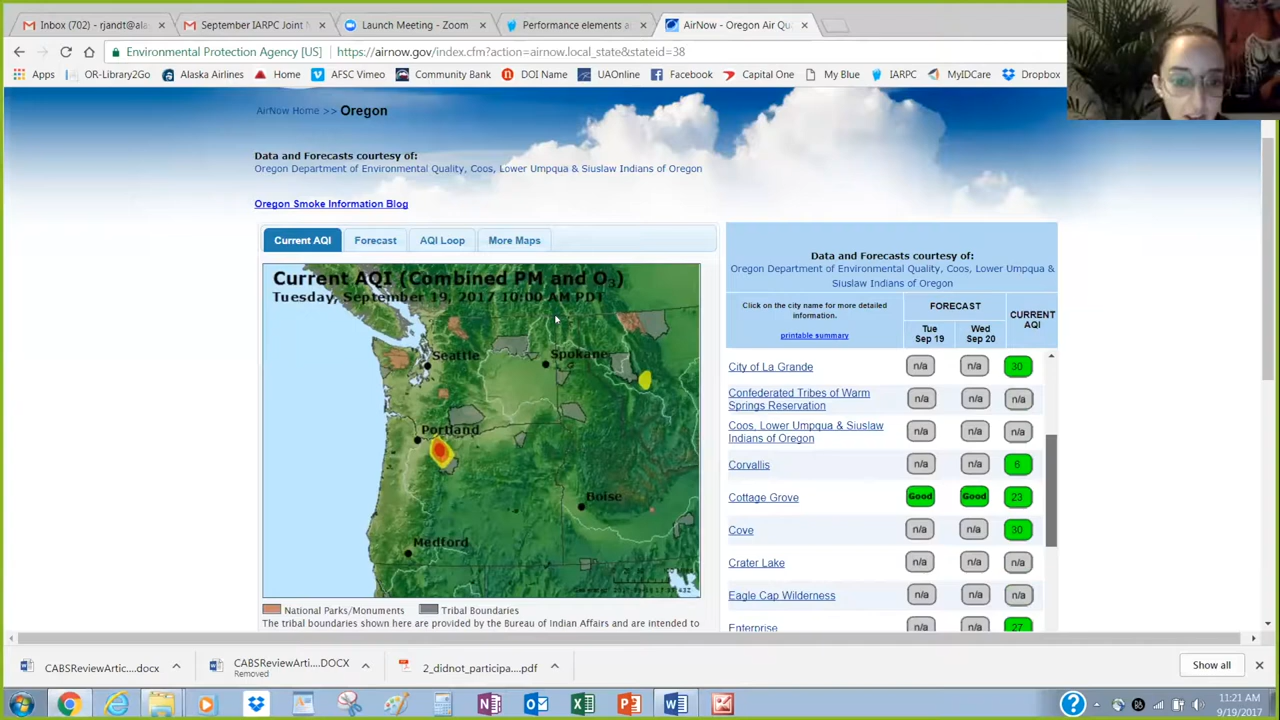 Inbox (702) - rjandt@ala
September IARPC Joint M
Launch Meeting - Zoom
Performance elements a
AirNow - Oregon Air Qu
Environmental Protection Agency [US]
https://airnow.gov/index.cfm?action=airnow.local_state&stateid=38
Apps
OR-Library2Go
Alaska Airlines
Home
AFSC Vimeo
Community Bank
DOI Name
UAOnline
Facebook
Capital One
My Blue
IARPC
MyIDCare
Dropbox
AirNow Home >> Oregon
Data and Forecasts courtesy of:
Oregon Department of Environmental Quality, Coos, Lower Umpqua & Siuslaw Indians of Oregon
Oregon Smoke Information Blog
Current AQI
Forecast
AQI Loop
More Maps
Current AQI (Combined PM and O3)
Tuesday, September 19, 2017 10:00 AM PDT
Seattle
Spokane
Portland
Boise
Medford
National Parks/Monuments
Tribal Boundaries
The tribal boundaries shown here are provided by the Bureau of Indian Affairs and are intended to
Data and Forecasts courtesy of:
Oregon Department of Environmental Quality, Coos, Lower Umpqua &
Siuslaw Indians of Oregon
Click on the city name for more detailed
information.
printable summary
FORECAST
Tue
Sep 19
Wed
Sep 20
CURRENT
AQI
City of La Grande n/a n/a 30
Confederated Tribes of Warm
Springs Reservation n/a n/a n/a
Coos, Lower Umpqua & Siuslaw
Indians of Oregon n/a n/a n/a
Corvallis n/a n/a 6
Cottage Grove Good Good 23
Cove n/a n/a 30
Crater Lake n/a n/a n/a
Eagle Cap Wilderness n/a n/a n/a
Enterprise n/a n/a 27
CABSReviewArtic....docx
CABSReviewArti....DOCX
Removed
2_didnot_participa....pdf
Show all
11:21 AM
9/19/2017